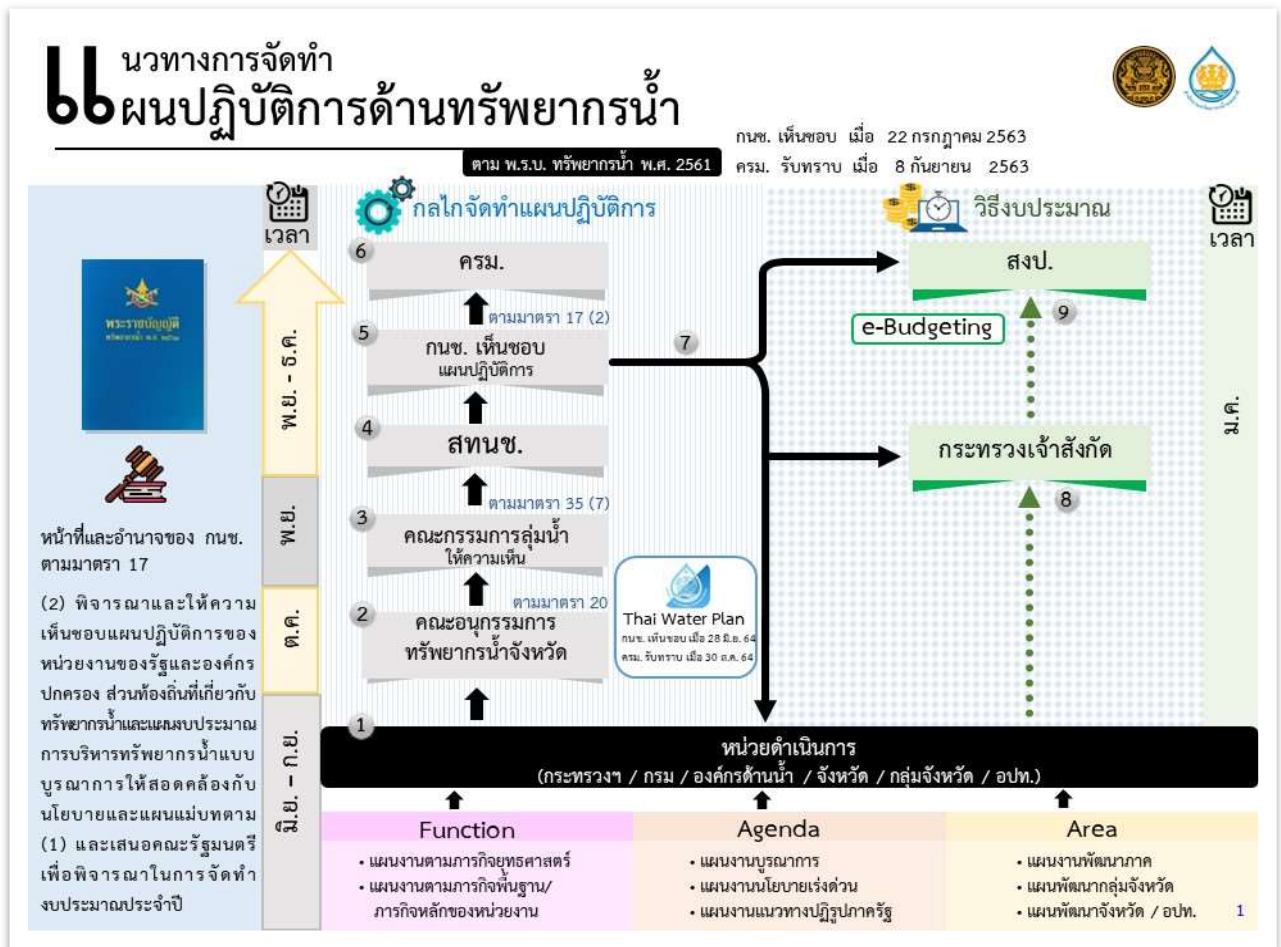 แนวทางการจัดทำ
แผนปฏิบัติการด้านทรัพยากรน้ำ
ตาม พ.ร.บ. ทรัพยากรน้ำ พ.ศ. 2561
กนช. เห็นชอบ เมื่อ 22 กรกฎาคม 2563
ครม. รับทราบ เมื่อ 8 กันยายน 2563
พระราชบัญญัติ
ทรัพยากรน้ำ พ.ศ. ๒๕๖๑
หน้าที่และอำนาจของ กนช.
ตามมาตรา 17
(2) พิจารณาและให้ความ
เห็นชอบแผนปฏิบัติการของ
หน่วยงานของรัฐและองค์กร
ปกครอง ส่วนท้องถิ่นที่เกี่ยวกับ
ทรัพยากรน้ำและแผนงบประมาณ
การบริหารทรัพยากรน้ำแบบ
บูรณาการให้สอดคล้องกับ
นโยบายและแผนแม่บทตาม
(1) และเสนอคณะรัฐมนตรี
เพื่อพิจารณาในการจัดทำ
งบประมาณประจำปี
เวลา
พ.ย. - ธ.ค.
พ.ย.
ต.ค.
มิ.ย. – ก.ย.
กลไกจัดทำแผนปฏิบัติการ
6
ครม.
ตามมาตรา 17 (2)
5
กนช. เห็นชอบ
แผนปฏิบัติการ
4
สทนช.
ตามมาตรา 35 (7)
3
คณะกรรมการลุ่มน้ำ
ให้ความเห็น
ตามมาตรา 20
2
คณะอนุกรรมการ
ทรัพยากรน้ำจังหวัด
Thai Water Plan
กนช. เห็นชอบ เมื่อ 28 มิ.ย. 64
ครม. รับทราบ เมื่อ 30 ส.ค. 64
7
วิธีงบประมาณ
สงป.
9
e-Budgeting
กระทรวงเจ้าสังกัด
8
เวลา
ม.ค.
1
หน่วยดำเนินการ
(กระทรวงฯ / กรม / องค์กรด้านน้ำ / จังหวัด / กลุ่มจังหวัด / อปท.)
Function
• แผนงานตามภารกิจยุทธศาสตร์
• แผนงานตามภารกิจพื้นฐาน/
ภารกิจหลักของหน่วยงาน
Agenda
• แผนงานบูรณาการ
• แผนงานนโยบายเร่งด่วน
• แผนงานแนวทางปฏิรูปภาครัฐ
Area
• แผนงานพัฒนาภาค
• แผนพัฒนากลุ่มจังหวัด
• แผนพัฒนาจังหวัด / อปท.
1